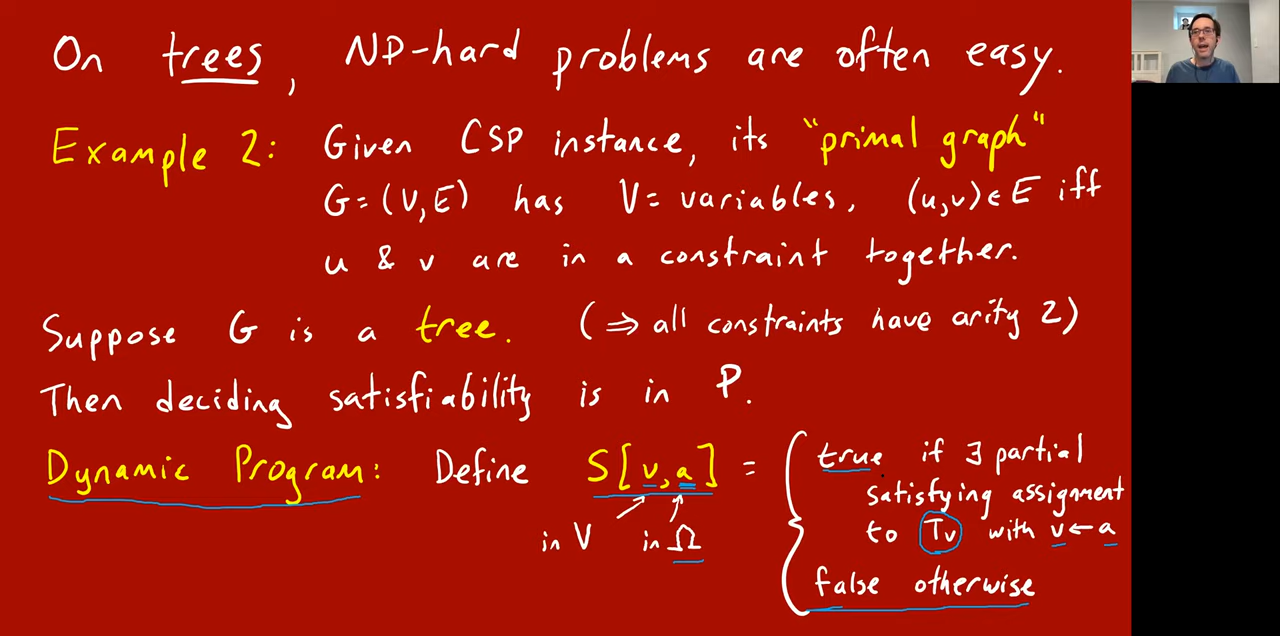 On trees, NP-hard problems are often easy.
Example 2: Given CSP instance, its "primal graph"
G=(V,E) has V= variables, (u,v)∈E iff
u & v are in a constraint together.
Suppose G is a tree. (⇒ all constraints have arity 2)
Then deciding satisfiability is in P.
Dynamic Program: Define S[v,a] = { true if ∃ partial
satisfying assignment
to Tv with v←a
in V in Ω
false otherwise